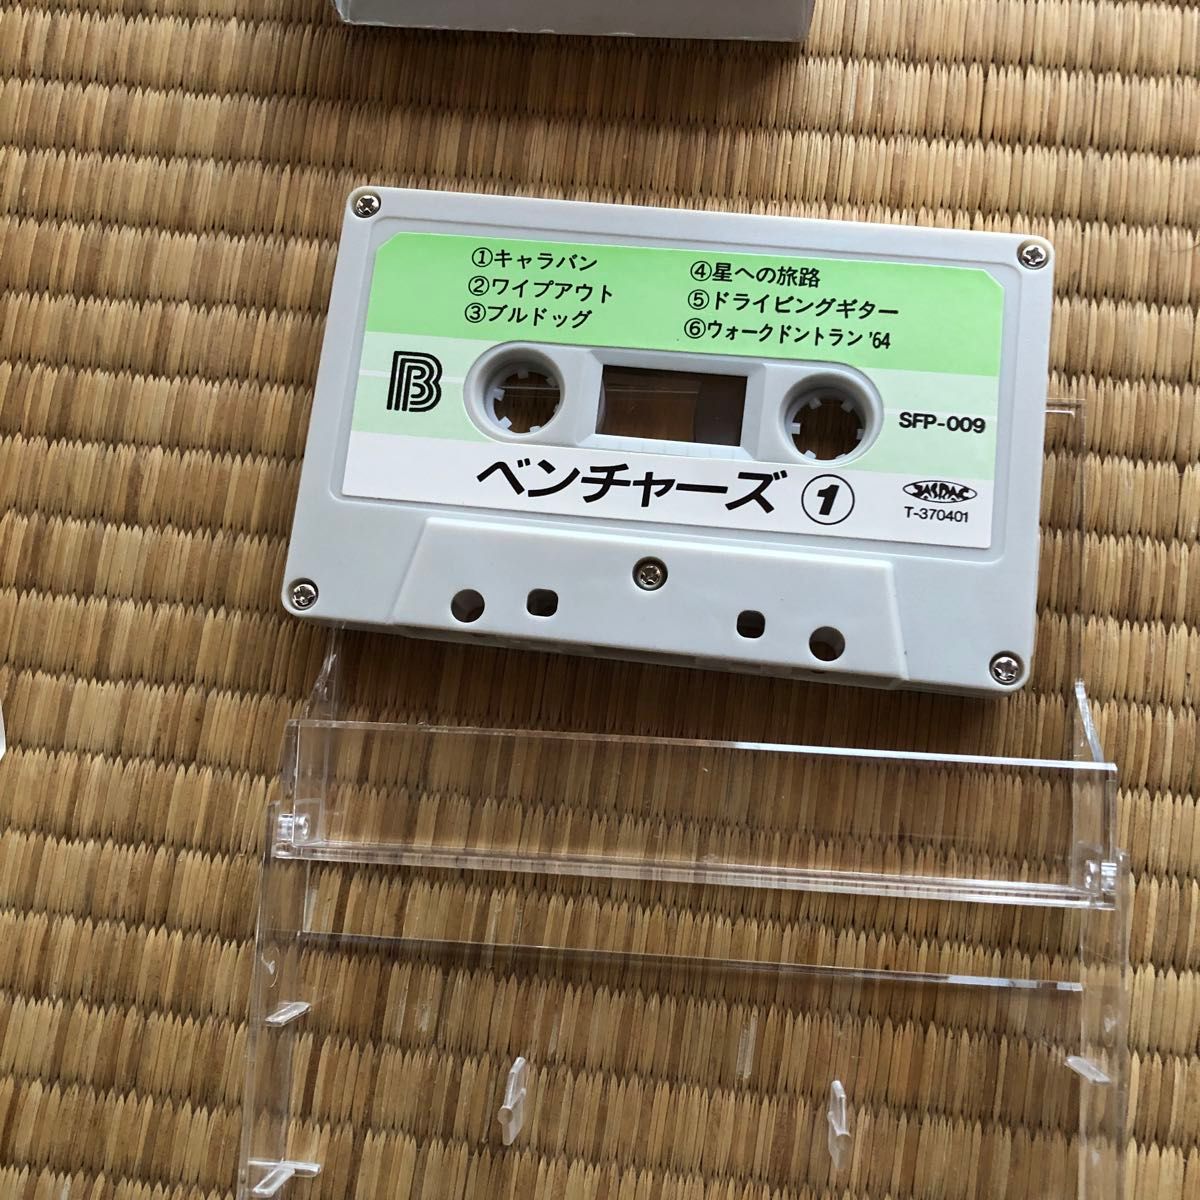 ①キャラバン
②ワイプアウト
③ブルドッグ
④星への旅路
⑤ドライビングギター
⑥ウォークドントラン '64
B
SFP-009
ベンチャーズ ①
JASRAC
T-370401